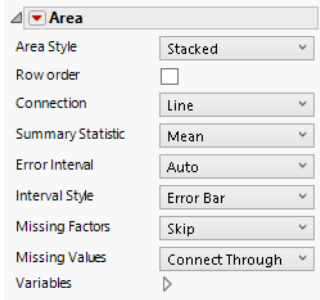 Area
Area Style Stacked
Row order
Connection Line
Summary Statistic Mean
Error Interval Auto
Interval Style Error Bar
Missing Factors Skip
Missing Values Connect Through
Variables